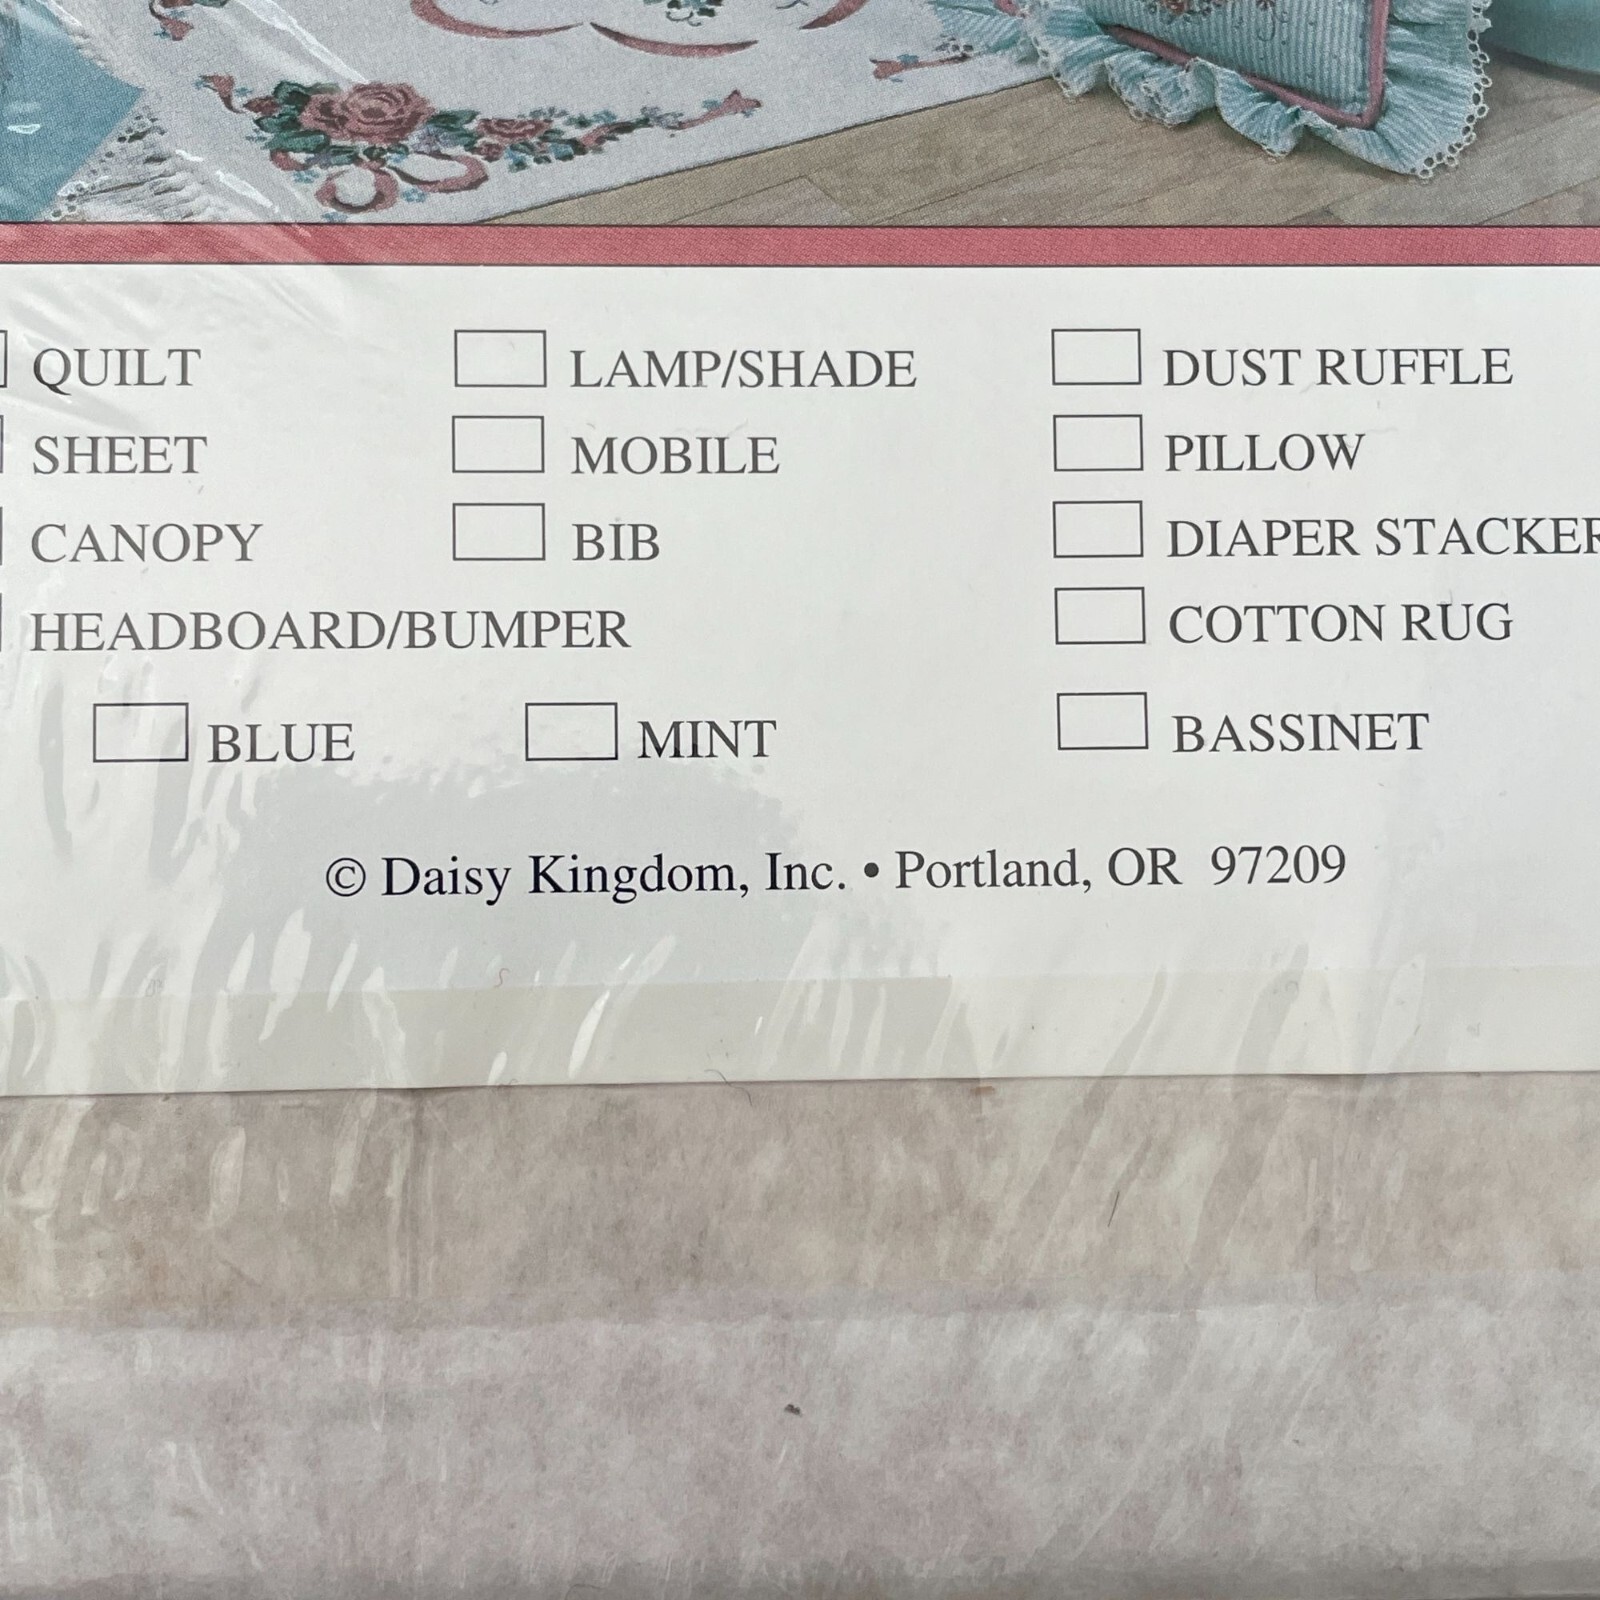 QUILT LAMP/SHADE DUST RUFFLE
SHEET MOBILE PILLOW
CANOPY BIB DIAPER STACKER
HEADBOARD/BUMPER COTTON RUG
BLUE MINT BASSINET
© Daisy Kingdom, Inc. • Portland, OR 97209